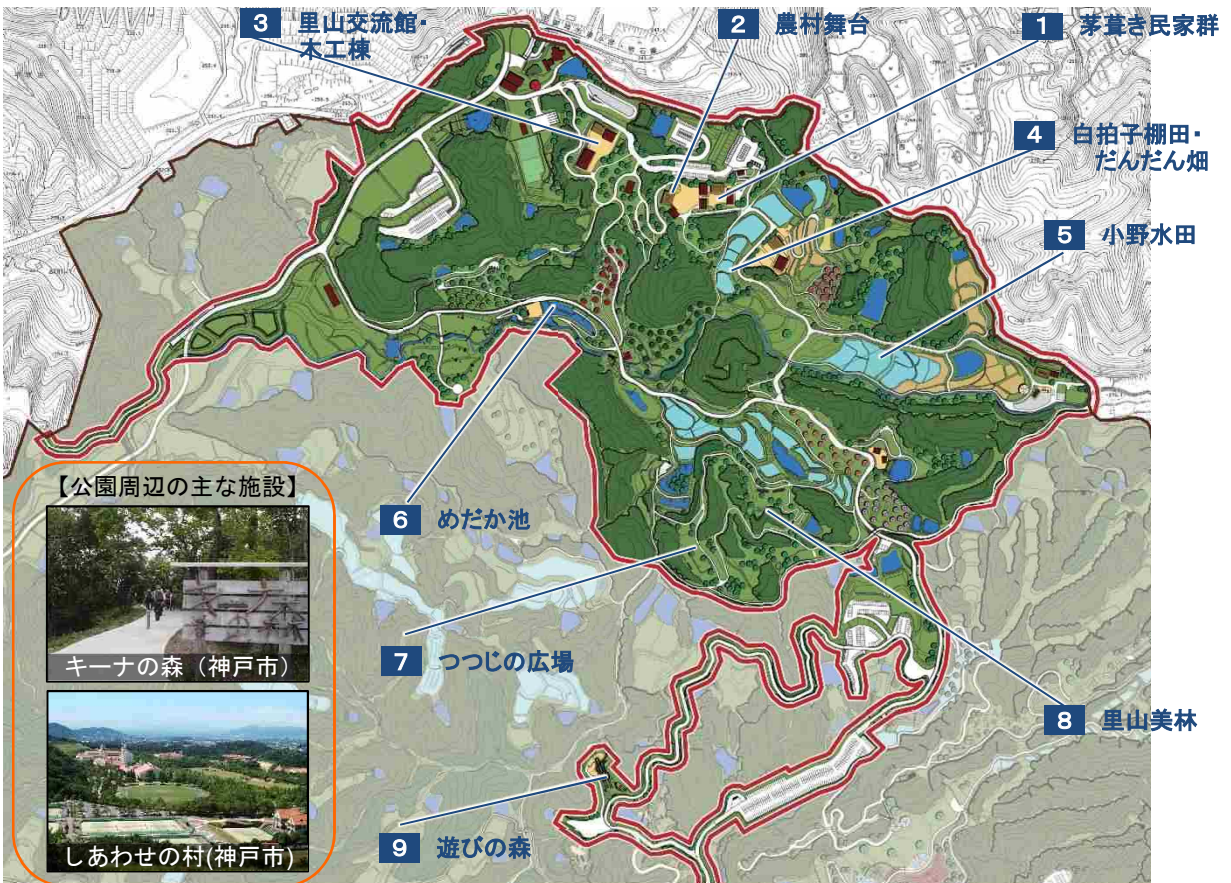 3 里山交流館・
木工棟
2 農村舞台
1 茅葺き民家群
4 白拍子棚田・
だんだん畑
5 小野水田
【公園周辺の主な施設】
キーナの森（神戸市）
しあわせの村(神戸市)
6 めだか池
7 つつじの広場
8 里山美林
9 遊びの森